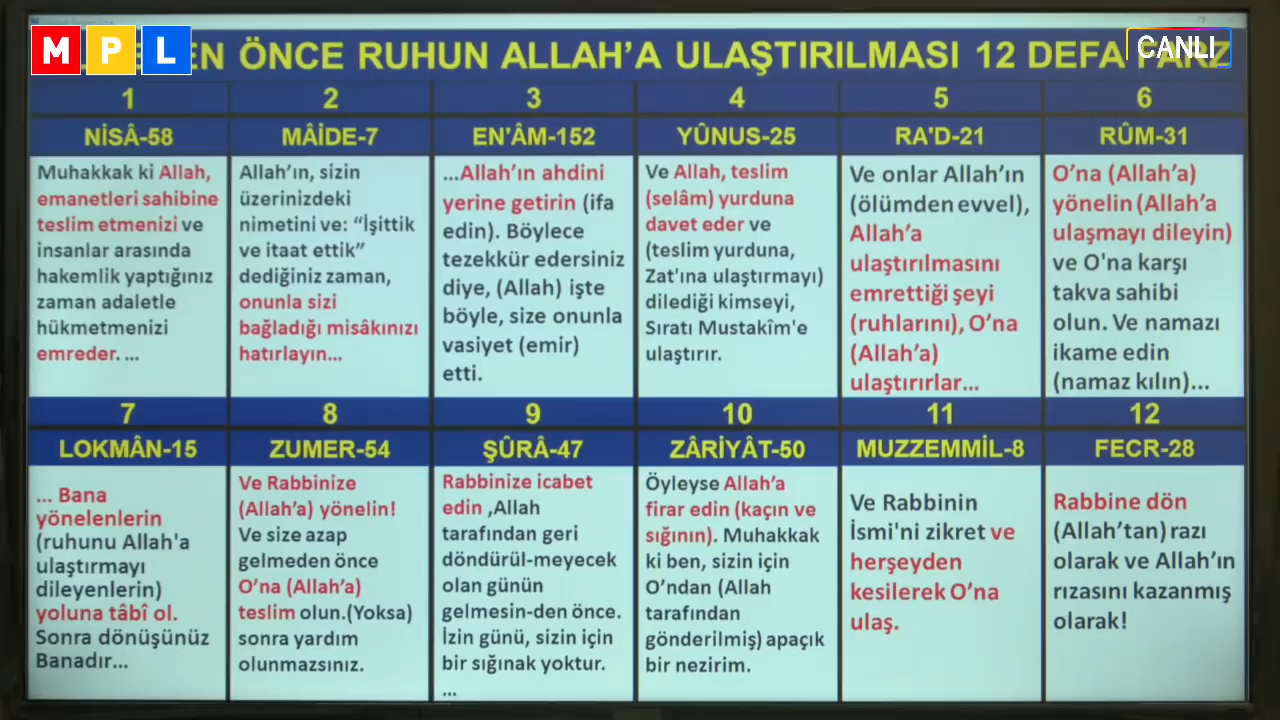 MPL
CANLI
ÖNCE RUHUN ALLAH'A ULAŞTIRILMASI 12 DEFA FARZ
1
2
3
4
5
6
NİSÂ-58
MÂİDE-7
EN'ÂM-152
YÛNUS-25
RA'D-21
RÛM-31
Muhakkak ki Allah,
emanetleri sahibine
teslim etmenizi ve
insanlar arasında
hakemlik yaptığınız
zaman adaletle
hükmetmenizi
emreder. ...
Allah'ın, sizin
üzerinizdeki
nimetini ve: “İşittik
ve itaat ettik”
dediğiniz zaman,
onunla sizi
bağladığı misâkınızı
hatırlayın...
...Allah'ın ahdini
yerine getirin (ifa
edin). Böylece
tezekkür edersiniz
diye, (Allah) işte
böyle, size onunla
vasiyet (emir)
etti.
Ve Allah, teslim
(selâm) yurduna
davet eder ve
(teslim yurduna,
Zat'ına ulaştırmayı)
dilediği kimseyi,
Sıratı Mustakîm'e
ulaştırır.
Ve onlar Allah'ın
(ölümden evvel),
Allah'a
ulaştırılmasını
emrettiği şeyi
(ruhlarını), O'na
(Allah'a)
ulaştırırlar...
O'na (Allah'a)
yönelin (Allah'a
ulaşmayı dileyin)
ve O'na karşı
takva sahibi
olun. Ve namazı
ikame edin
(namaz kılın)...
7
8
9
10
11
12
LOKMÂN-15
ZUMER-54
ŞÛRÂ-47
ZÂRİYÂT-50
MUZZEMMİL-8
FECR-28
... Bana
yönelenlerin
(ruhunu Allah'a
ulaştırmayı
dileyenlerin)
yoluna tâbî ol.
Sonra dönüşünüz
Banadır...
Ve Rabbinize
(Allah'a) yönelin!
Ve size azap
gelmeden önce
O'na (Allah'a)
teslim olun.(Yoksa)
sonra yardım
olunmazsınız.
Rabbinize icabet
edin ,Allah
tarafından geri
döndürül-meyecek
olan günün
gelmesin-den önce.
İzin günü, sizin için
bir sığınak yoktur.
...
Öyleyse Allah'a
firar edin (kaçın ve
sığının). Muhakkak
ki ben, sizin için
O'ndan (Allah
tarafından
gönderilmiş) apaçık
bir nezirim.
Ve Rabbinin
İsmi'ni zikret ve
herşeyden
kesilerek O'na
ulaş.
Rabbine dön
(Allah'tan) razı
olarak ve Allah'ın
rızasını kazanmış
olarak!